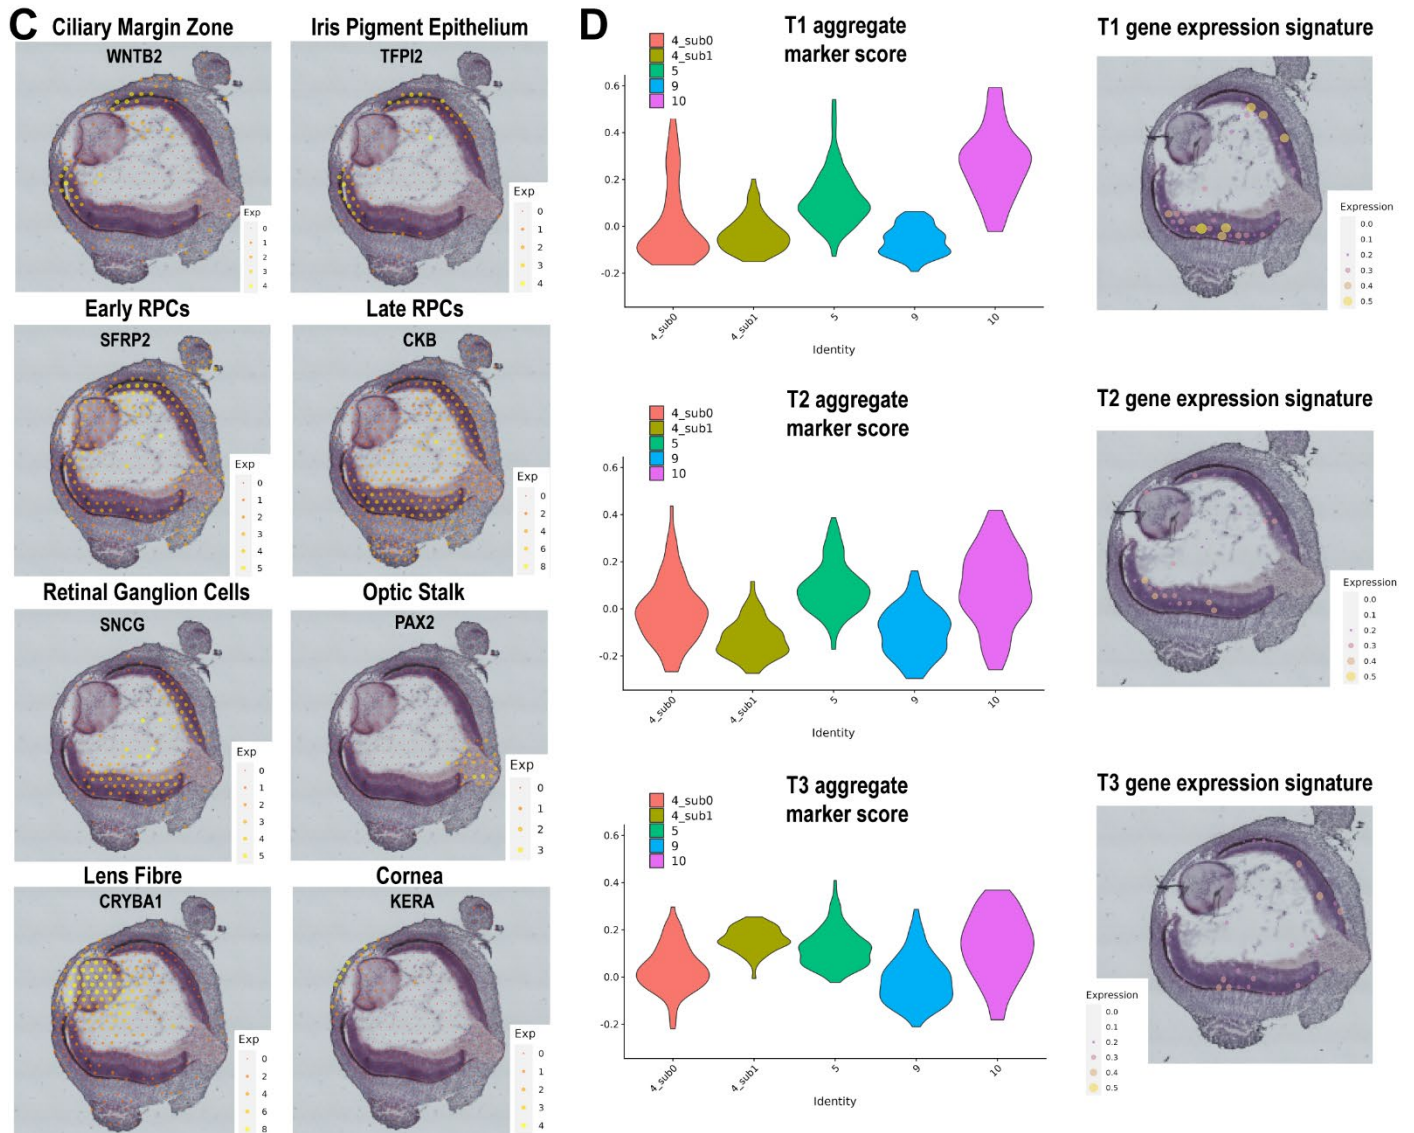 C
Ciliary Margin Zone
WNTB2
Exp
0
1
2
3
4
Iris Pigment Epithelium
TFPI2
Exp
0
1
2
3
4
Early RPCs
SFRP2
Exp
0
1
2
3
4
5
Late RPCs
CKB
Exp
0
2
4
6
8
Retinal Ganglion Cells
SNCG
Exp
0
1
2
3
4
5
Optic Stalk
PAX2
Exp
0
1
2
3
Lens Fibre
CRYBA1
Exp
0
2
4
6
8
Cornea
KERA
Exp
0
1
2
3
4
D
4_sub0
4_sub1
5
9
10
T1 aggregate
marker score
0.6
0.4
0.2
0.0
-0.2
4_sub0
4_sub1
5
9
10
Identity
T1 gene expression signature
Expression
0.0
0.1
0.2
0.3
0.4
0.5
4_sub0
4_sub1
5
9
10
T2 aggregate
marker score
0.6
0.4
0.2
0.0
-0.2
4_sub0
4_sub1
5
9
10
Identity
T2 gene expression signature
Expression
0.0
0.1
0.2
0.3
0.4
0.5
4_sub0
4_sub1
5
9
10
T3 aggregate
marker score
0.6
0.4
0.2
0.0
-0.2
4_sub0
4_sub1
5
9
10
Identity
T3 gene expression signature
Expression
0.0
0.1
0.2
0.3
0.4
0.5